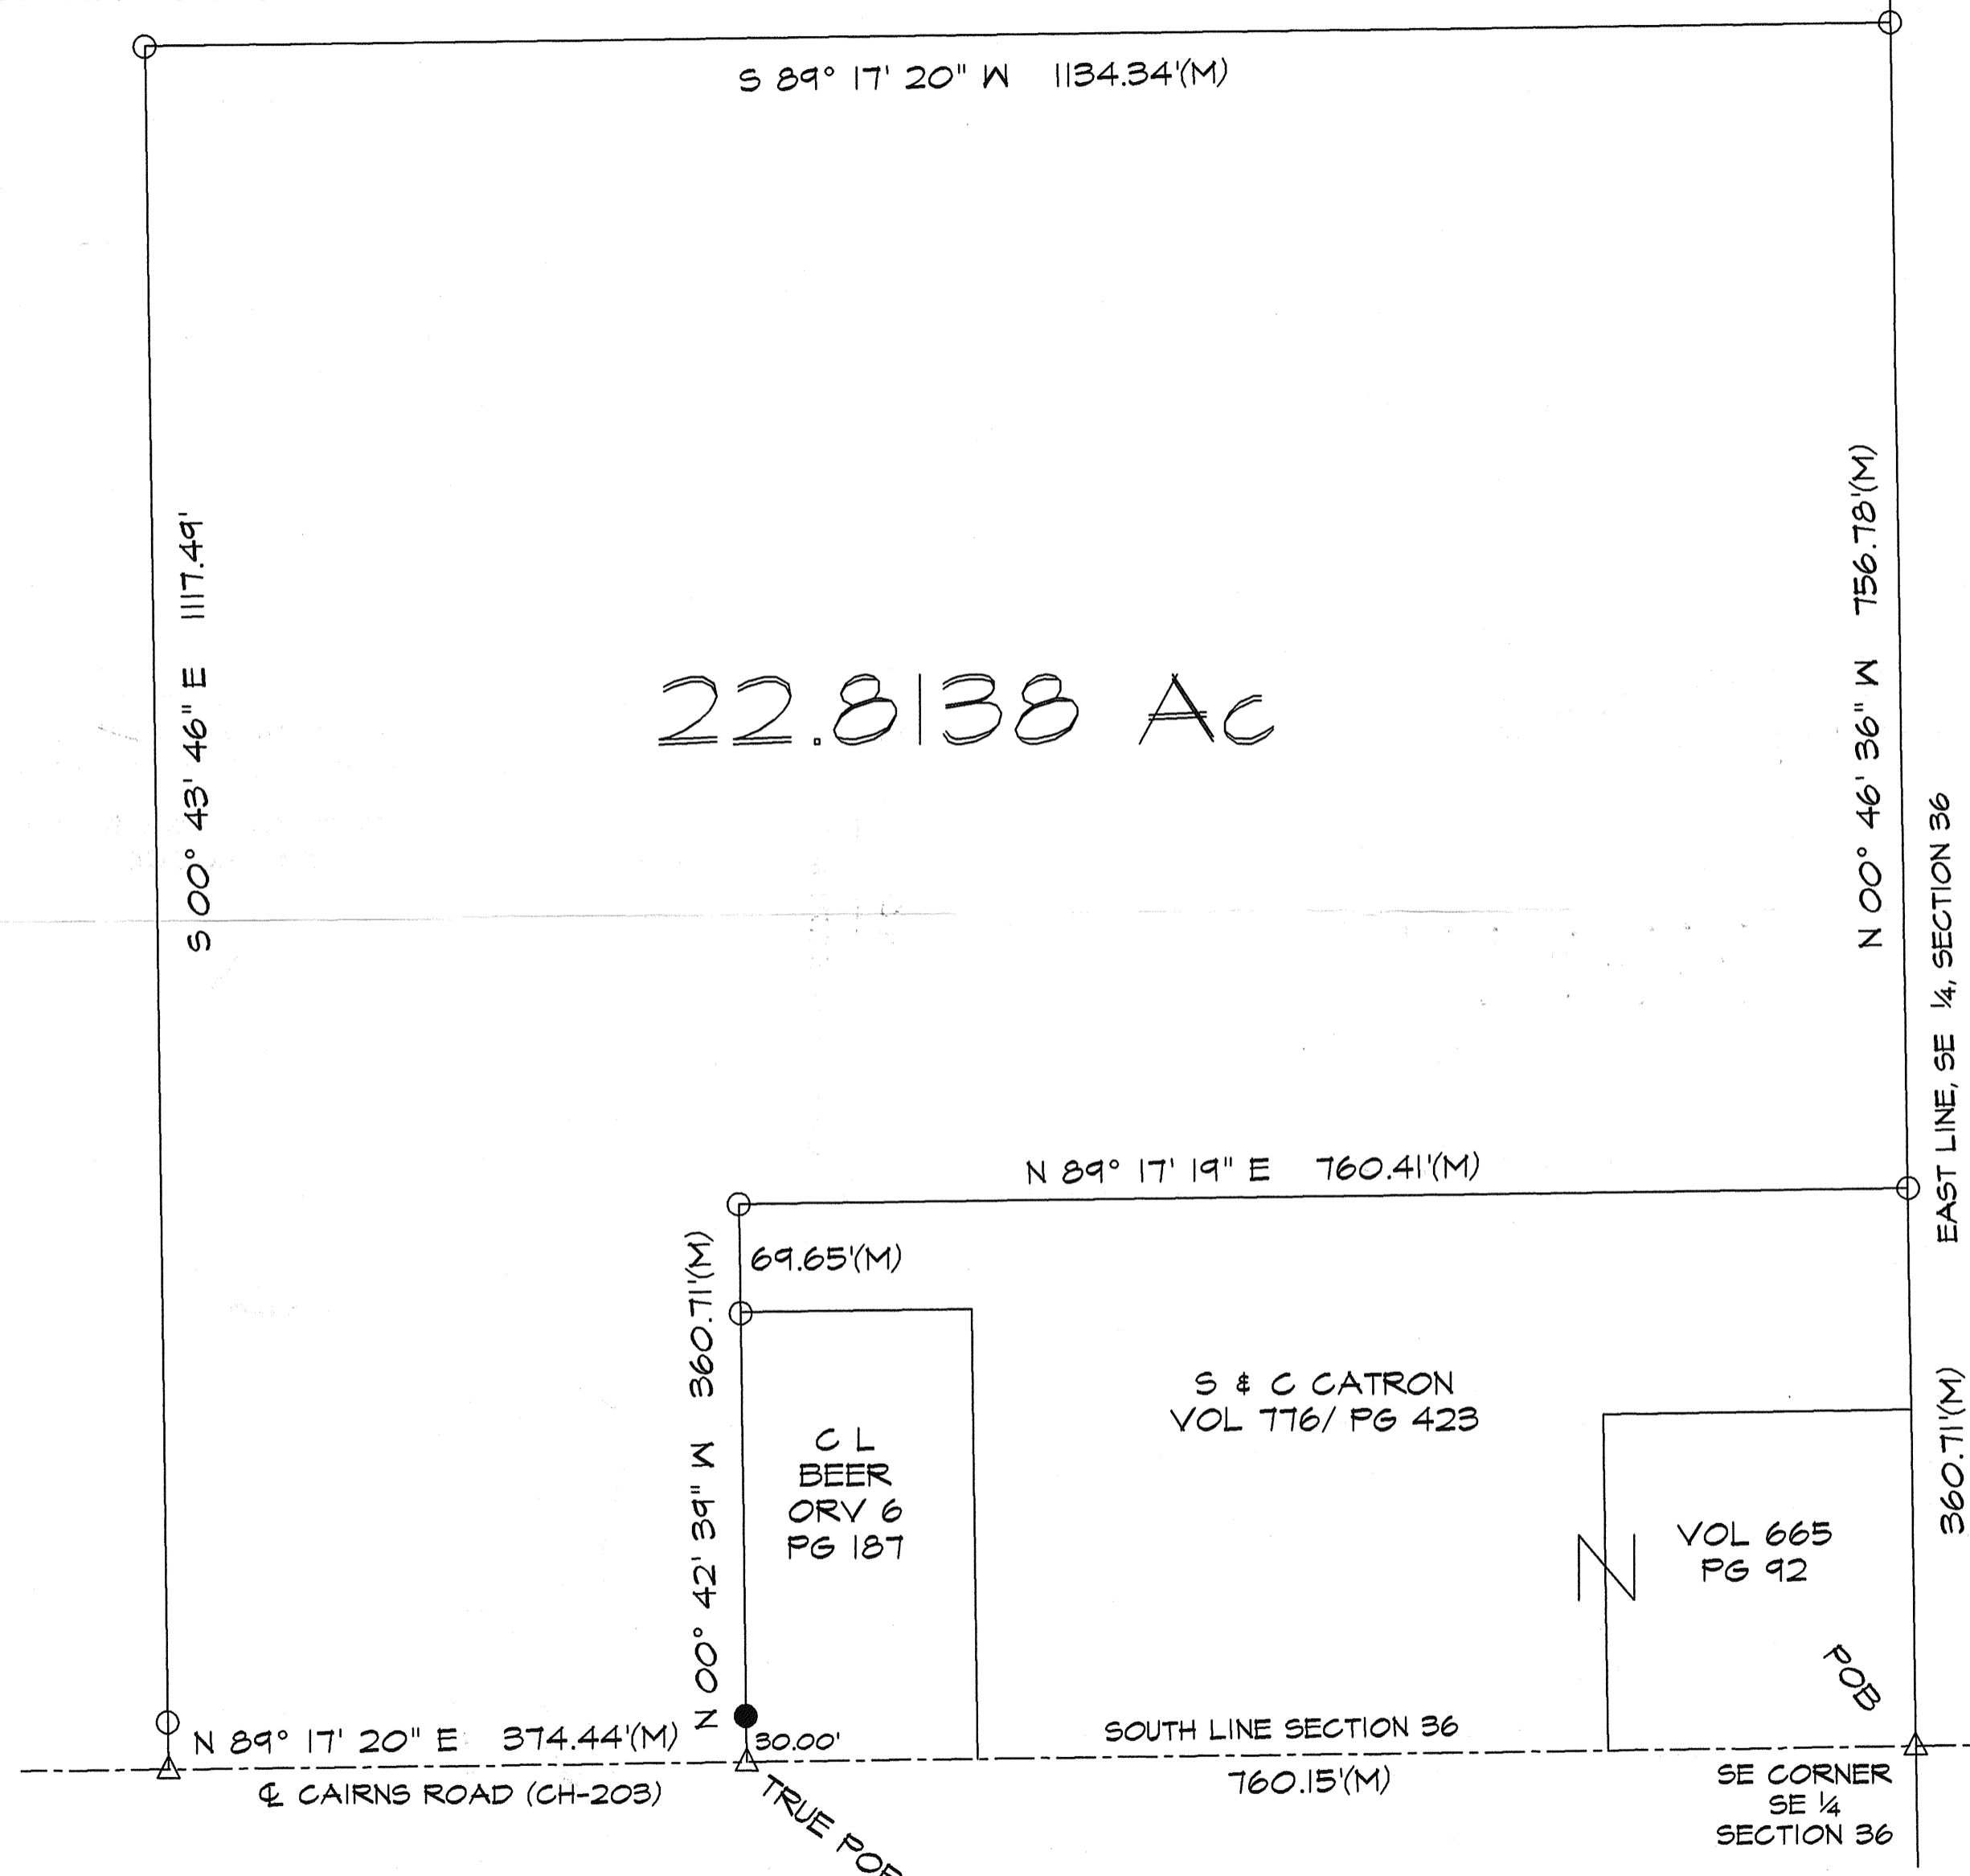 S 89° 17' 20" W 1134.34'(M)
S 00° 43' 46" E 1117.49'
22.8138 Ac
N 00° 46' 36" W 756.78'(M)
EAST LINE, SE ¼, SECTION 36
N 89° 17' 19" E 760.41'(M)
69.65'(M)
N 00° 42' 39" W 360.71'(M)
360.71'(M)
S & C CATRON
VOL 776/ PG 423
C L
BEER
ORV 6
PG 187
N
VOL 665
PG 92
POB
N 89° 17' 20" E 374.44'(M)
30.00'
SOUTH LINE SECTION 36
760.15'(M)
℄ CAIRNS ROAD (CH-203)
TRUE POB
SE CORNER
SE ¼
SECTION 36